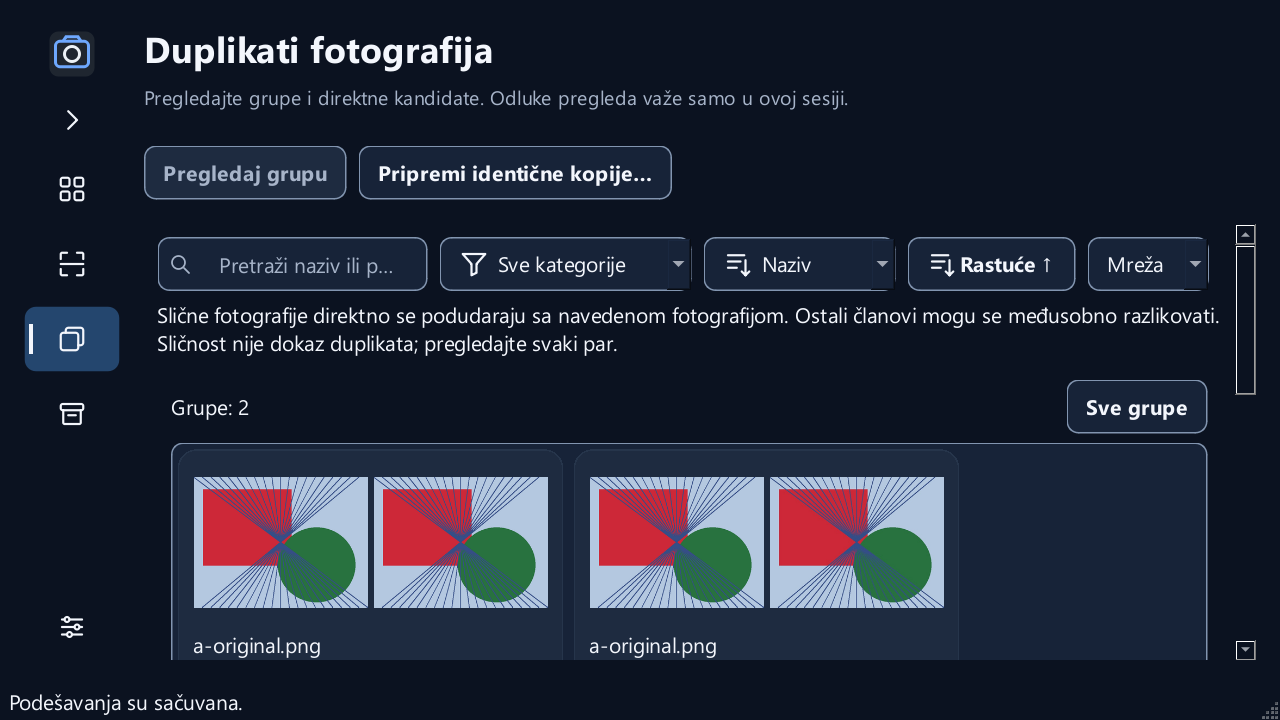 Duplikati fotografija
Pregledajte grupe i direktne kandidate. Odluke pregleda važe samo u ovoj sesiji.
Pregledaj grupu
Pripremi identične kopije...
Pretraži naziv ili p...
Sve kategorije
Naziv
Rastuće ↑
Mreža
Slične fotografije direktno se podudaraju sa navedenom fotografijom. Ostali članovi mogu se međusobno razlikovati.
Sličnost nije dokaz duplikata; pregledajte svaki par.
Grupe: 2
Sve grupe
a-original.png
a-original.png
Podešavanja su sačuvana.